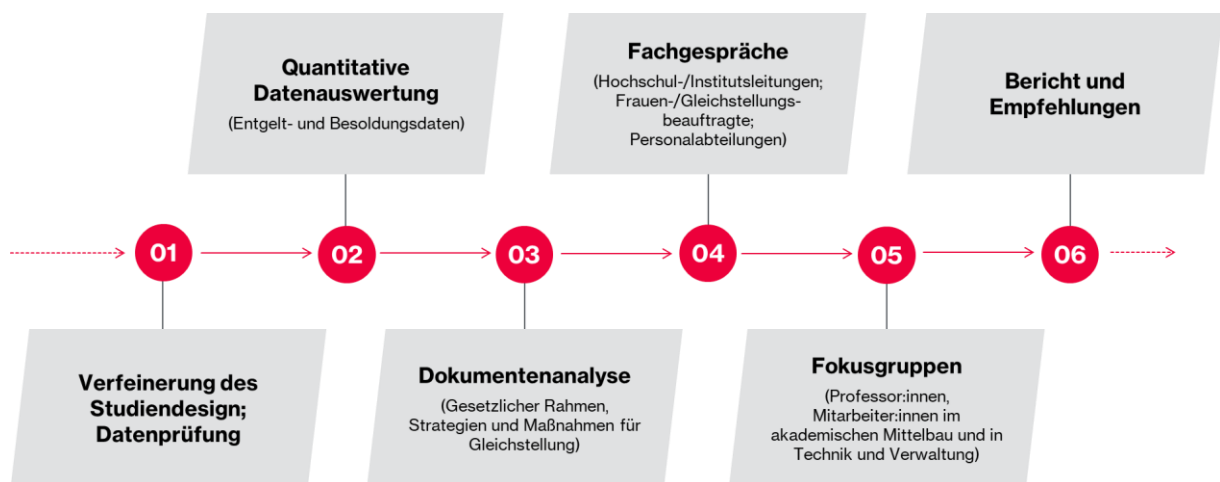 01
Verfeinerung des
Studiendesign;
Datenprüfung
02
Quantitative
Datenauswertung
(Entgelt- und Besoldungsdaten)
03
Dokumentenanalyse
(Gesetzlicher Rahmen,
Strategien und Maßnahmen für
Gleichstellung)
04
Fachgespräche
(Hochschul-/Institutsleitungen;
Frauen-/Gleichstellungs-
beauftragte;
Personalabteilungen)
05
Fokusgruppen
(Professor:innen,
Mitarbeiter:innen im
akademischen Mittelbau und in
Technik und Verwaltung)
06
Bericht und
Empfehlungen